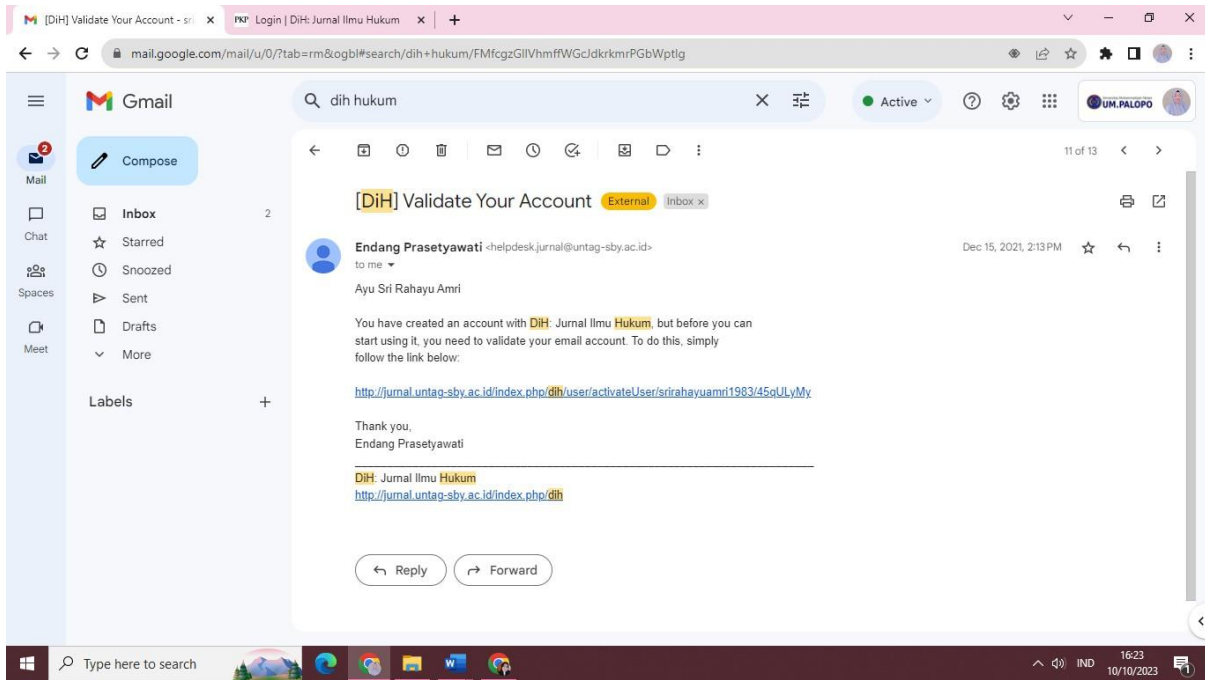 [DiH] Validate Your Account - sri
PKP Login | DiH: Jurnal Ilmu Hukum
mail.google.com/mail/u/0/?tab=rm&ogbl#search/dih+hukum/FMfcgzGllVhmffWGcJdkrkmrPGbWptlg
Gmail
dih hukum
Active
UM.PALOPO
2
Mail
Compose
11 of 13
Chat
Spaces
Meet
Inbox 2
Starred
Snoozed
Sent
Drafts
More
Labels
[DiH] Validate Your Account External Inbox x
Endang Prasetyawati <helpdesk.jurnal@untag-sby.ac.id> Dec 15, 2021, 2:13 PM
to me
Ayu Sri Rahayu Amri
You have created an account with DiH: Jurnal Ilmu Hukum, but before you can
start using it, you need to validate your email account. To do this, simply
follow the link below:
http://jurnal.untag-sby.ac.id/index.php/dih/user/activateUser/srirahayuamri1983/45qULyMy
Thank you,
Endang Prasetyawati
DiH: Jurnal Ilmu Hukum
http://jurnal.untag-sby.ac.id/index.php/dih
Reply
Forward
Type here to search
IND
16:23
10/10/2023
1